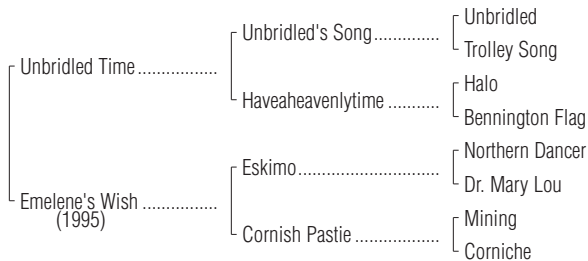 Unbridled
Unbridled's Song..............
Trolley Song
Unbridled Time.................
Halo
Haveaheavenlytime...........
Bennington Flag
Northern Dancer
Eskimo..............................
Dr. Mary Lou
Emelene's Wish................
(1995)
Mining
Cornish Pastie..................
Corniche